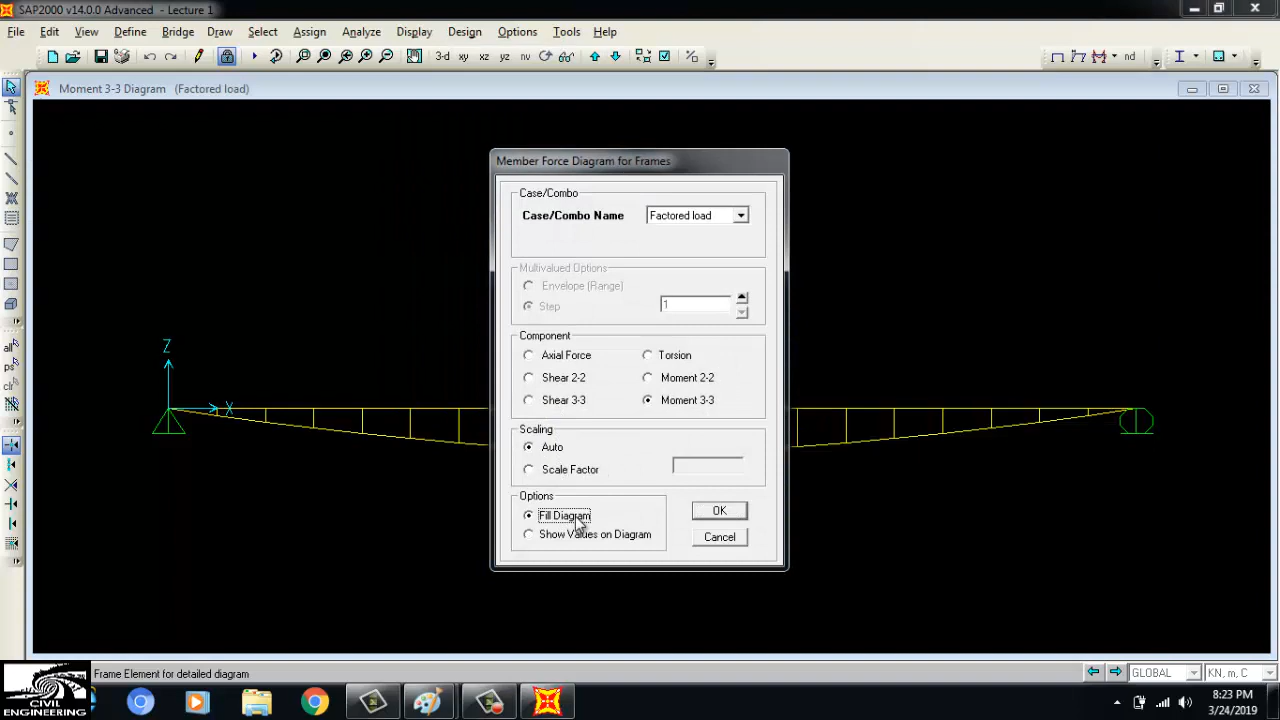 SAP2000 v14.0.0 Advanced - Lecture 1
File Edit View Define Bridge Draw Select Assign Analyze Display Design Options Tools Help
3-d xy xz yz nv nd
Moment 3-3 Diagram (Factored load)
Member Force Diagram for Frames
Case/Combo
Case/Combo Name Factored load
Multivalued Options
Envelope (Range)
Step 1
Component
Axial Force Torsion
Shear 2-2 Moment 2-2
Shear 3-3 Moment 3-3
Scaling
Auto
Scale Factor
Options
Fill Diagram OK
Show Values on Diagram Cancel
Z
X
all
ps
clr
Frame Element for detailed diagram GLOBAL KN, m, C
CIVIL
ENGINEERING
8:23 PM
3/24/2019